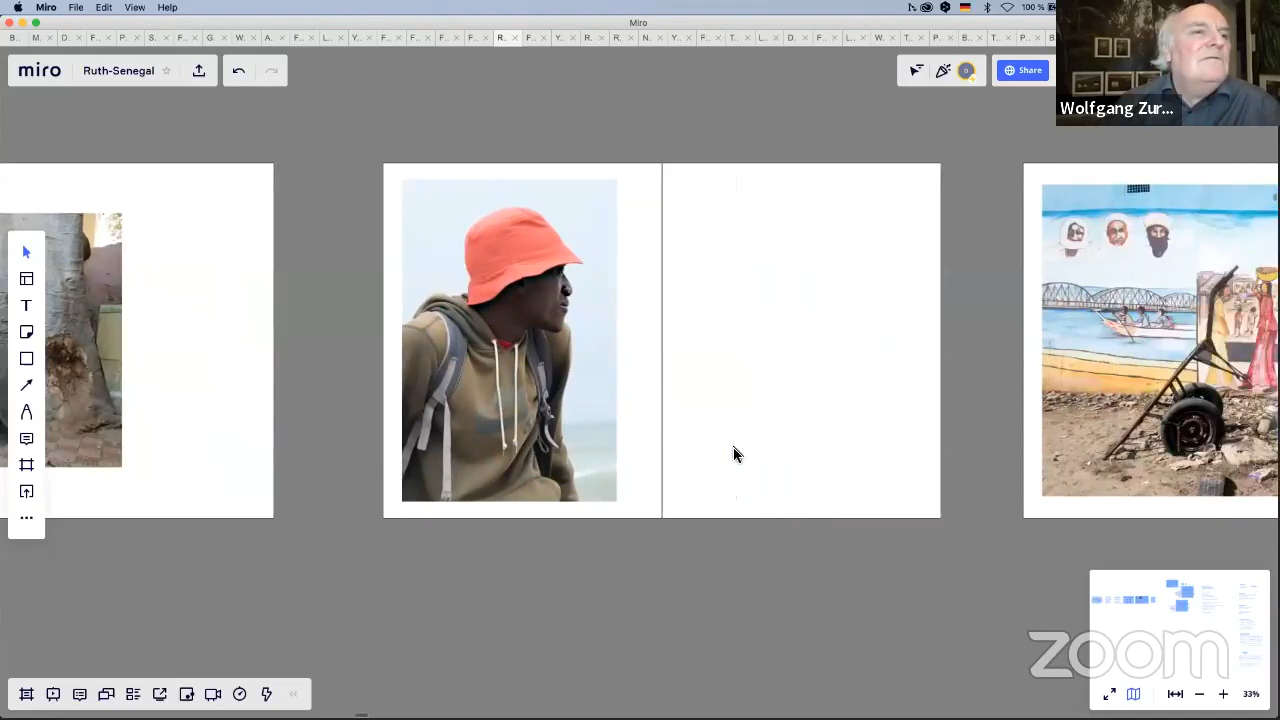 Miro File Edit View Help
100 %
Miro
B... M... D... F... P... S... F... G... W... A... F... L... Y... F... F... F... F... R... F... Y... R... R... N... Y... F... T... L... D... F... L... W... T... P... B... T... T... P... B
miro Ruth-Senegal
Share
Wolfgang Zur...
T
zoom
33%